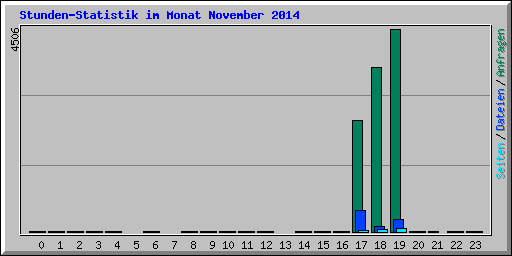 Stunden-Statistik im Monat November 2014
4506
Seiten/Dateien/Anfragen
0 1 2 3 4 5 6 7 8 9 10 11 12 13 14 15 16 17 18 19 20 21 22 23